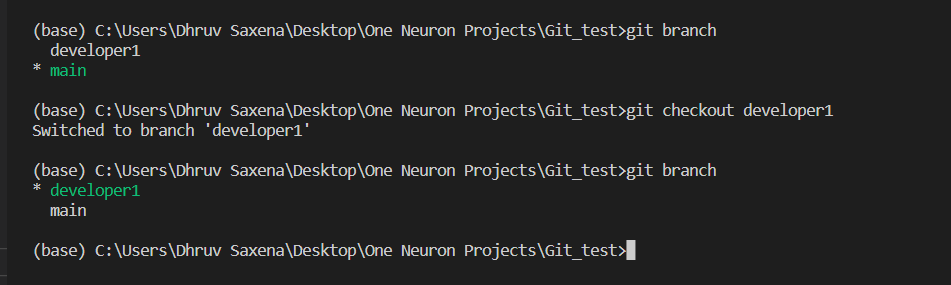 (base) C:\Users\Dhruv Saxena\Desktop\One Neuron Projects\Git_test>git branch
  developer1
* main
(base) C:\Users\Dhruv Saxena\Desktop\One Neuron Projects\Git_test>git checkout developer1
Switched to branch 'developer1'
(base) C:\Users\Dhruv Saxena\Desktop\One Neuron Projects\Git_test>git branch
* developer1
  main
(base) C:\Users\Dhruv Saxena\Desktop\One Neuron Projects\Git_test>